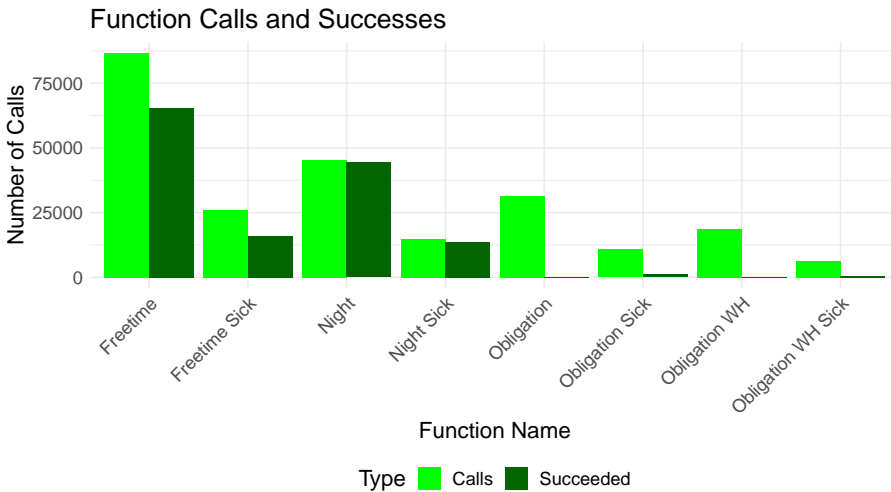 Function Calls and Successes
Number of Calls
75000
50000
25000
0
Freetime
Freetime Sick
Night
Night Sick
Obligation
Obligation Sick
Obligation WH
Obligation WH Sick
Function Name
Type Calls Succeeded